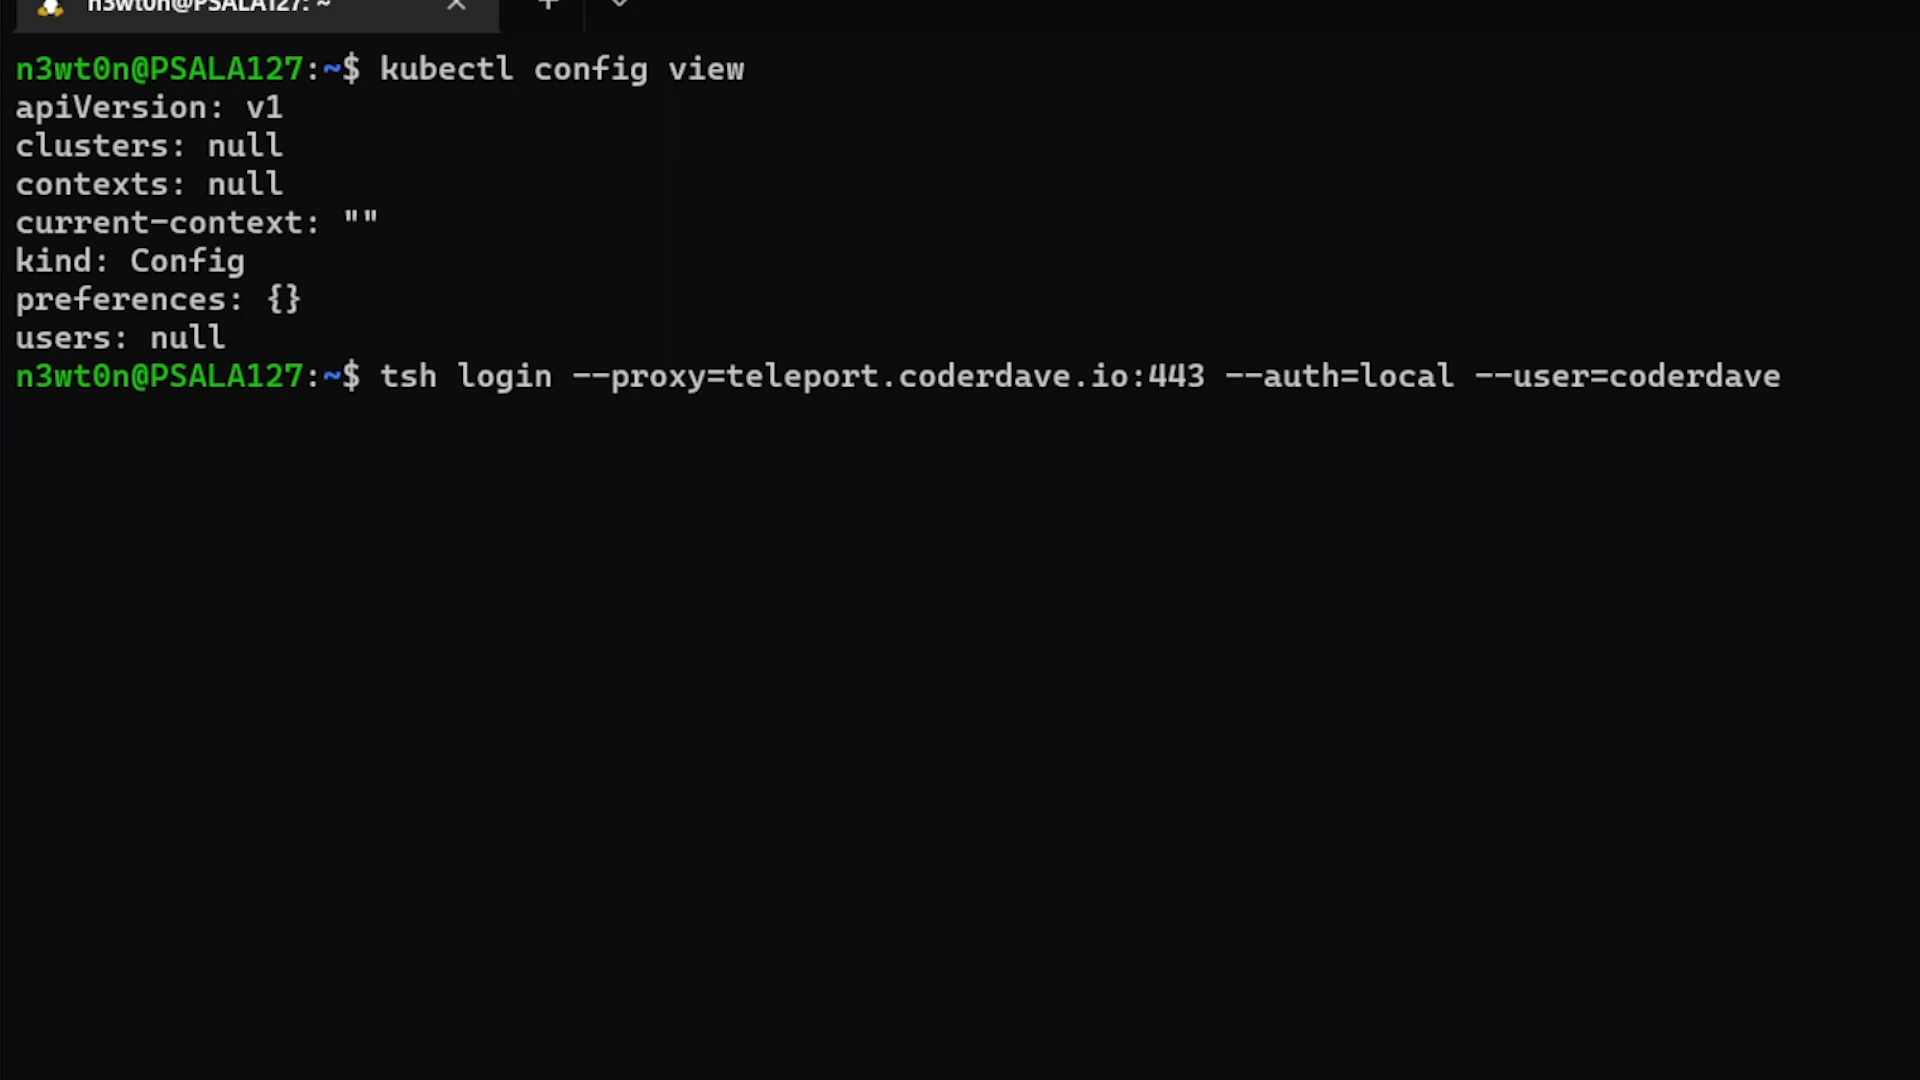 n3wt0n@PSALA127: ~
n3wt0n@PSALA127:~$ kubectl config view
apiVersion: v1
clusters: null
contexts: null
current-context: ""
kind: Config
preferences: {}
users: null
n3wt0n@PSALA127:~$ tsh login --proxy=teleport.coderdave.io:443 --auth=local --user=coderdave